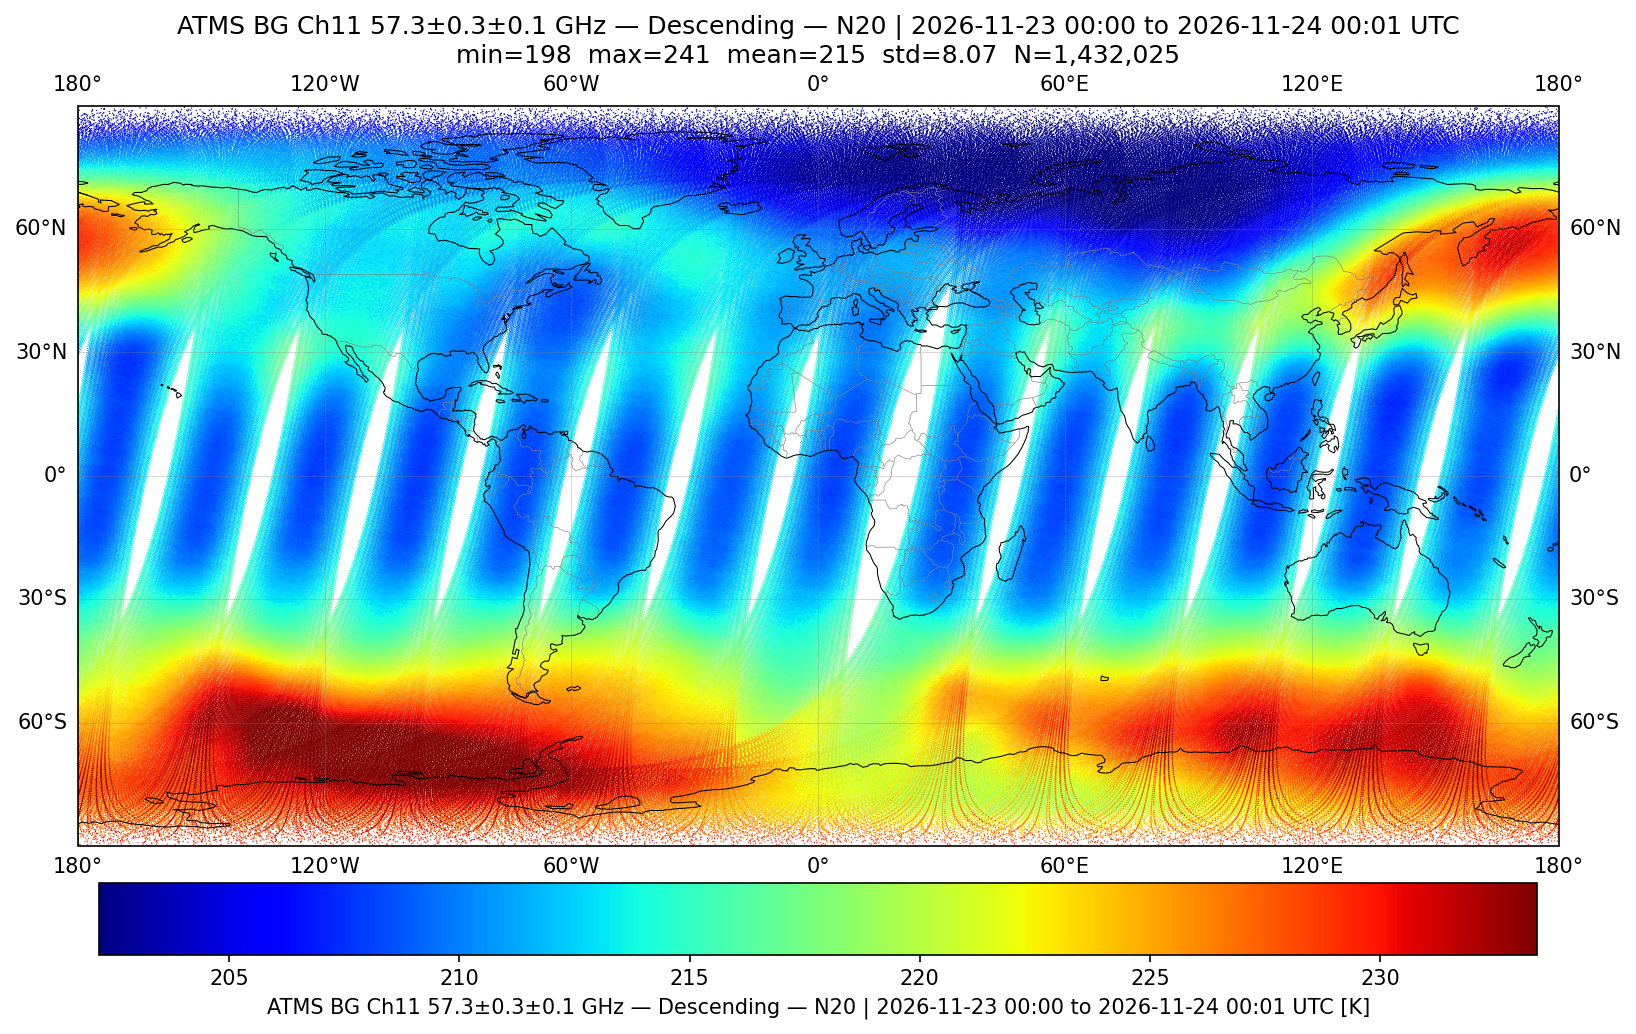 ATMS BG Ch11 57.3±0.3±0.1 GHz — Descending — N20 | 2026-11-23 00:00 to 2026-11-24 00:01 UTC
min=198 max=241 mean=215 std=8.07 N=1,432,025
180° 120°W 60°W 0° 60°E 120°E 180°
60°N 60°N
30°N 30°N
0° 0°
30°S 30°S
60°S 60°S
180° 120°W 60°W 0° 60°E 120°E 180°
205 210 215 220 225 230
ATMS BG Ch11 57.3±0.3±0.1 GHz — Descending — N20 | 2026-11-23 00:00 to 2026-11-24 00:01 UTC [K]